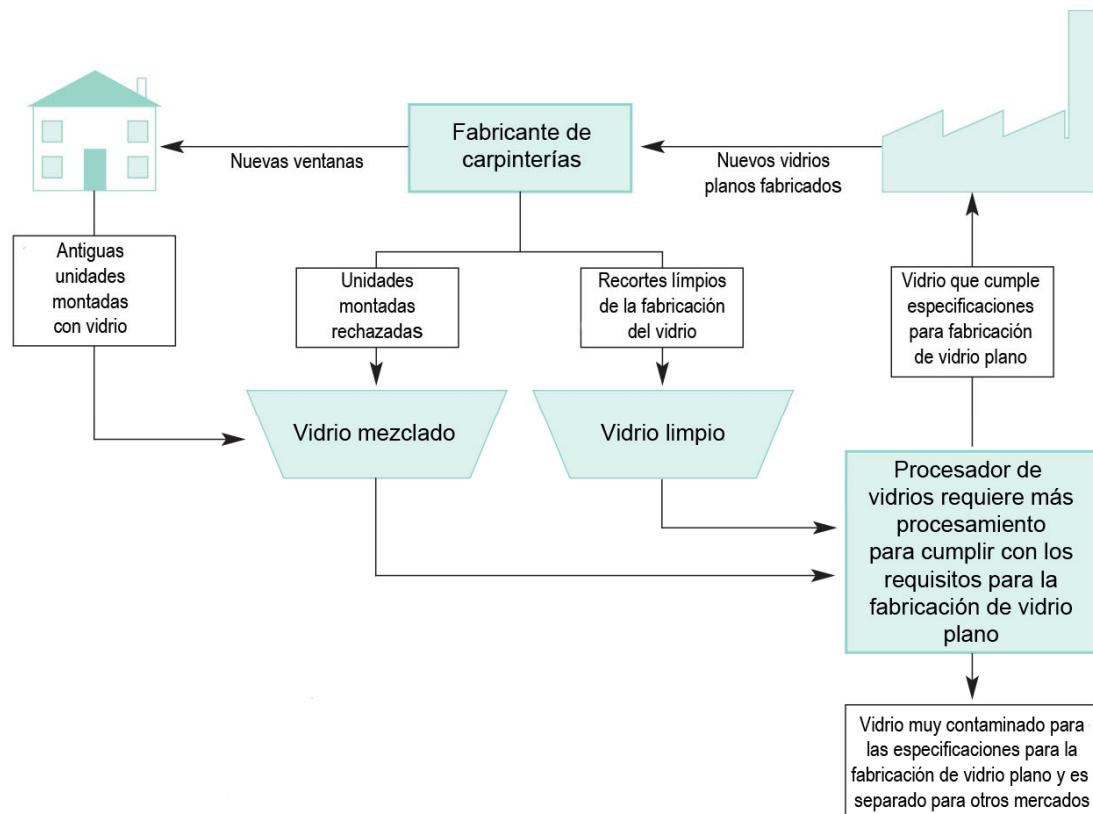 Fabricante de
carpinterías
Nuevas ventanas
Nuevos vidrios
planos fabricados
Antiguas
unidades
montadas
con vidrio
Unidades
montadas
rechazadas
Recortes límpios
de la fabricación
del vidrio
Vidrio que cumple
especificaciones
para fabricación
de vidrio plano
Vidrio mezclado
Vidrio limpio
Procesador de
vidrios requiere más
procesamiento
para cumplir con los
requisitos para la
fabricación de vidrio
plano
Vidrio muy contaminado para
las especificaciones para la
fabricación de vidrio plano y es
separado para otros mercados